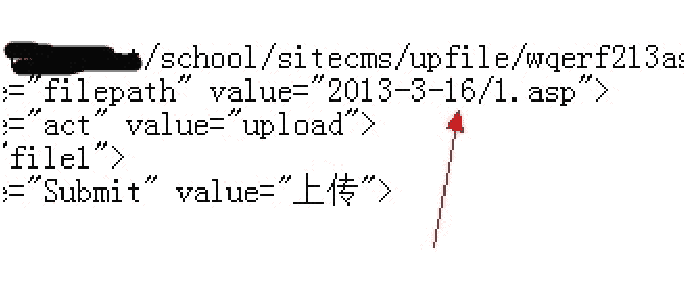 /school/sitecms/upfile/wqerf213as
e="filepath" value="2013-3-16/1.asp">
e="act" value="upload">
"file1">
e="Submit" value="上传">